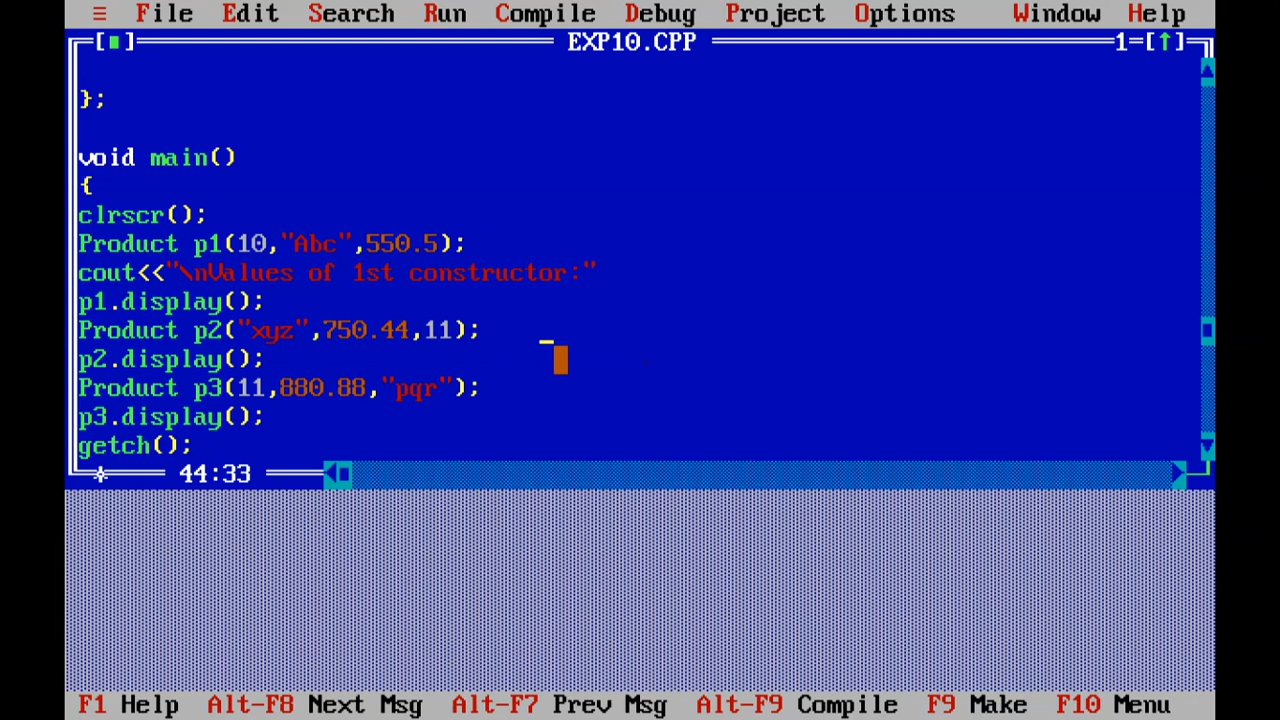 ≡ File Edit Search Run Compile Debug Project Options Window Help
[■] EXP10.CPP 1=[↑]
};
void main()
{
clrscr();
Product p1(10,"Abc",550.5);
cout<<"\nValues of 1st constructor:"
p1.display();
Product p2("xyz",750.44,11);
p2.display();
Product p3(11,880.88,"pqr");
p3.display();
getch();
44:33
F1 Help Alt-F8 Next Msg Alt-F7 Prev Msg Alt-F9 Compile F9 Make F10 Menu